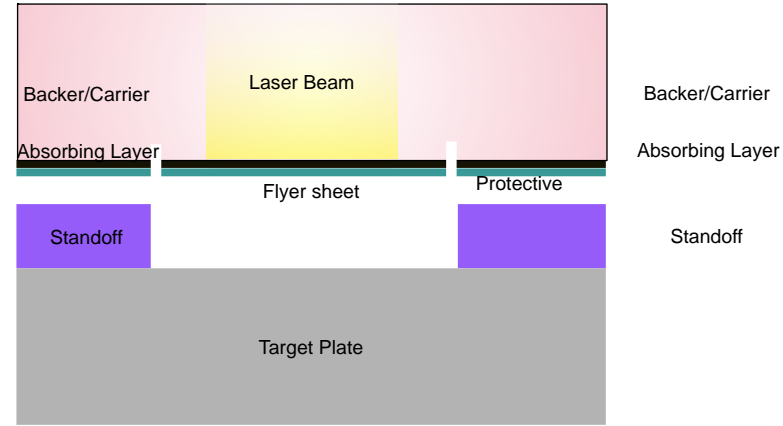 Laser Beam
Backer/Carrier
Backer/Carrier
Absorbing Layer
Absorbing Layer
Flyer sheet
Protective
Standoff
Standoff
Target Plate